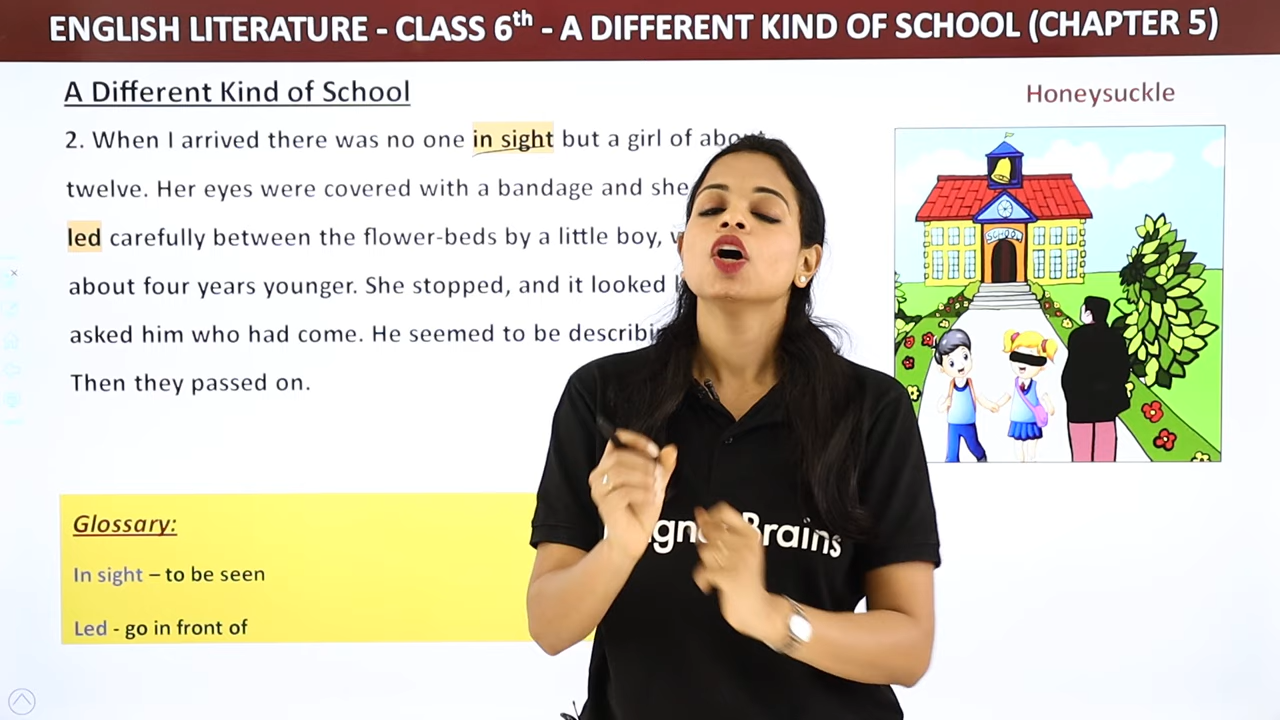 ENGLISH LITERATURE - CLASS 6th - A DIFFERENT KIND OF SCHOOL (CHAPTER 5)
A Different Kind of School
Honeysuckle
2. When I arrived there was no one in sight but a girl of about
twelve. Her eyes were covered with a bandage and she
led carefully between the flower-beds by a little boy,
about four years younger. She stopped, and it looked
asked him who had come. He seemed to be
Then they passed on.
SCHOOL
Glossary:
In sight – to be seen
Led - go in front of
Brains